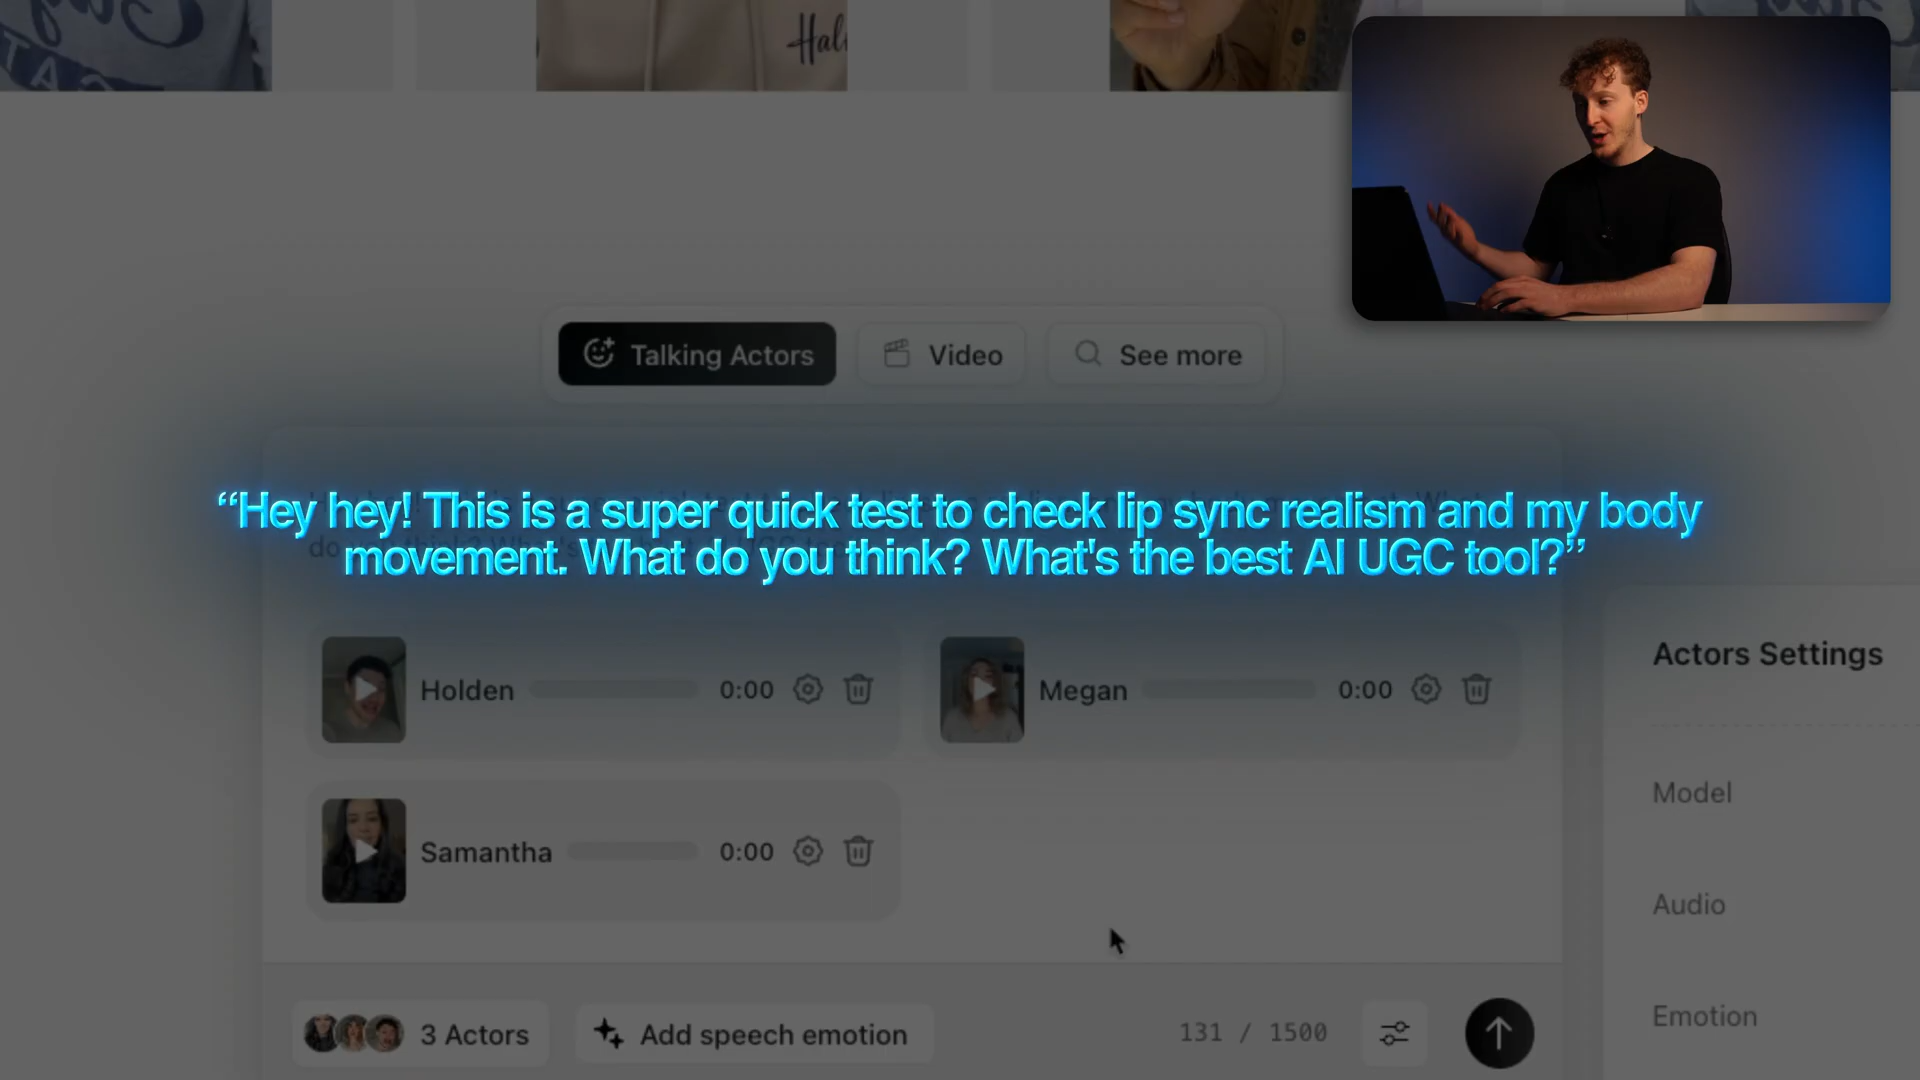 Hal
Talking Actors
Video
See more
“Hey hey! This is a super quick test to check lip sync realism and my body
movement. What do you think? What's the best AI UGC tool?”
Holden
0:00
Megan
0:00
Samantha
0:00
Actors Settings
Model
Audio
Emotion
3 Actors
Add speech emotion
131 / 1500